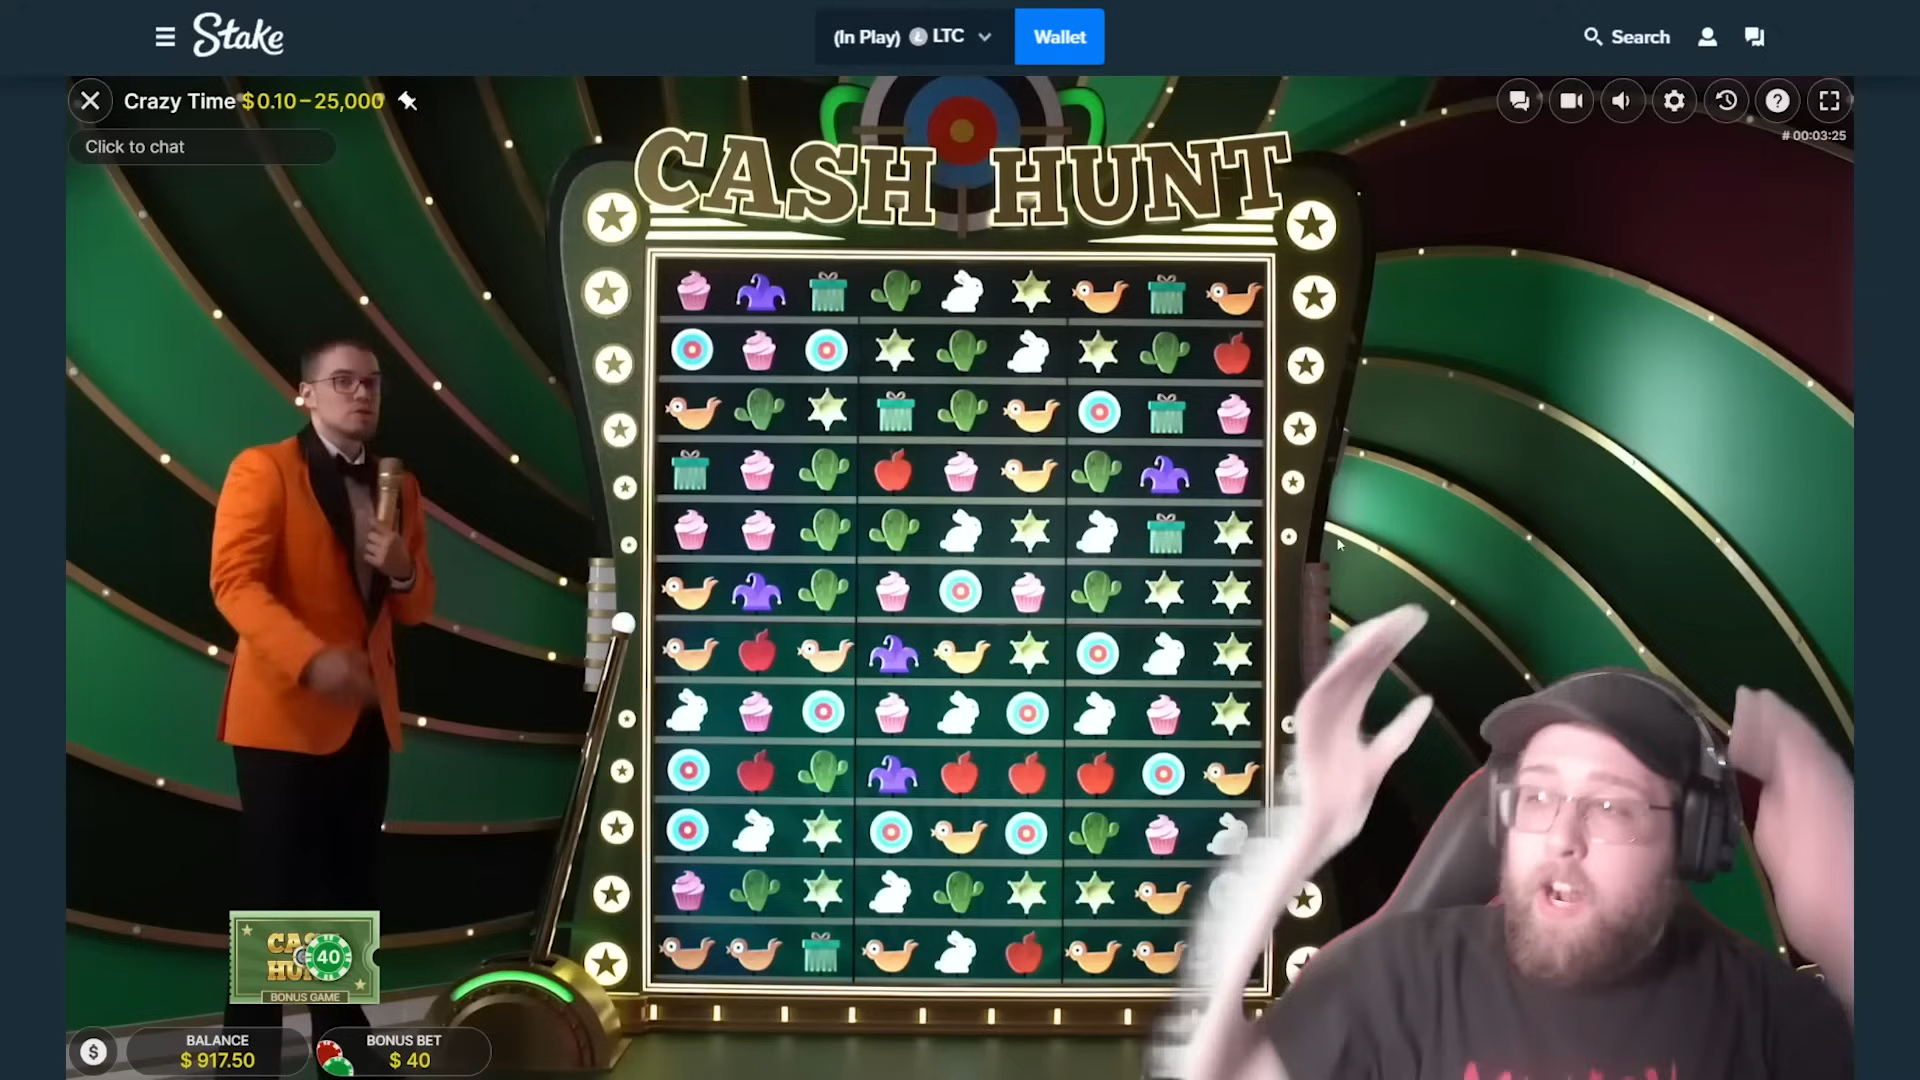 Stake
(In Play) LTC
Wallet
Search
Crazy Time $0.10–25,000
# 00:03:25
Click to chat
CASH HUNT
40
BONUS GAME
BALANCE
$ 917.50
BONUS BET
$ 40